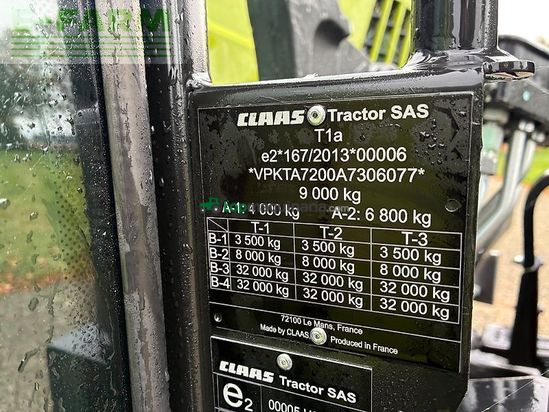 E-FARM
CLAAS Tractor SAS
T1a
e2*167/2013*00006
*VPKTA7200A7306077*
9 000 kg
A-1: 4 000 kg A-2: 6 800 kg
T-1 T-2 T-3
B-1 3 500 kg 3 500 kg 3 500 kg
B-2 8 000 kg 8 000 kg 8 000 kg
B-3 32 000 kg 32 000 kg 32 000 kg
B-4 32 000 kg 32 000 kg 32 000 kg
72100 Le Mans, France
Made by CLAAS Produced in France
CLAAS Tractor SAS
e2